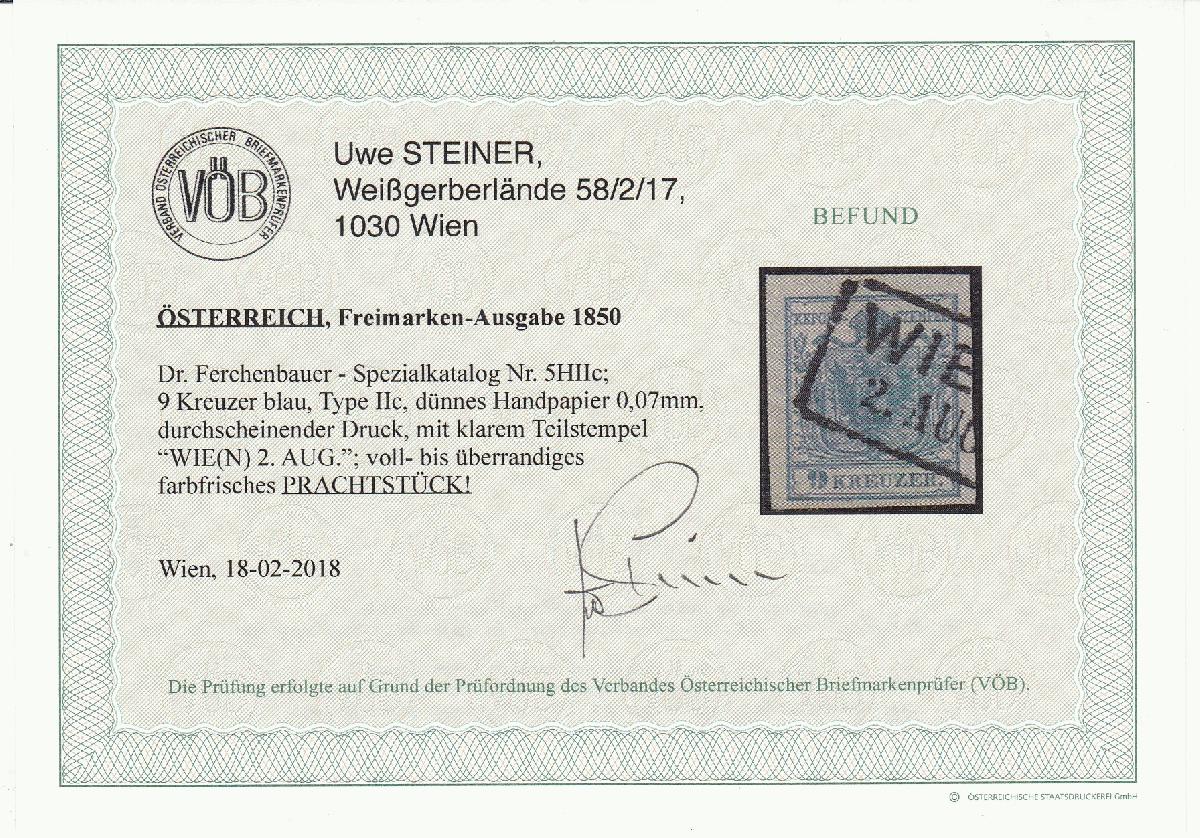 VERBAND ÖSTERREICHISCHER BRIEFMARKENPRÜFER
VÖB
Uwe STEINER,
Weißgerberlände 58/2/17,
1030 Wien
BEFUND
ÖSTERREICH, Freimarken-Ausgabe 1850
Dr. Ferchenbauer - Spezialkatalog Nr. 5HIIc;
9 Kreuzer blau, Type IIc, dünnes Handpapier 0,07mm,
durchscheinender Druck, mit klarem Teilstempel
“WIE(N) 2. AUG.”; voll- bis überrandiges
farbfrisches PRACHTSTÜCK!
WIE
2. AUG
9 KREUZER.
Wien, 18-02-2018
Die Prüfung erfolgte auf Grund der Prüfordnung des Verbandes Österreichischer Briefmarkenprüfer (VÖB).
© ÖSTERREICHISCHE STAATSDRUCKEREI GmbH